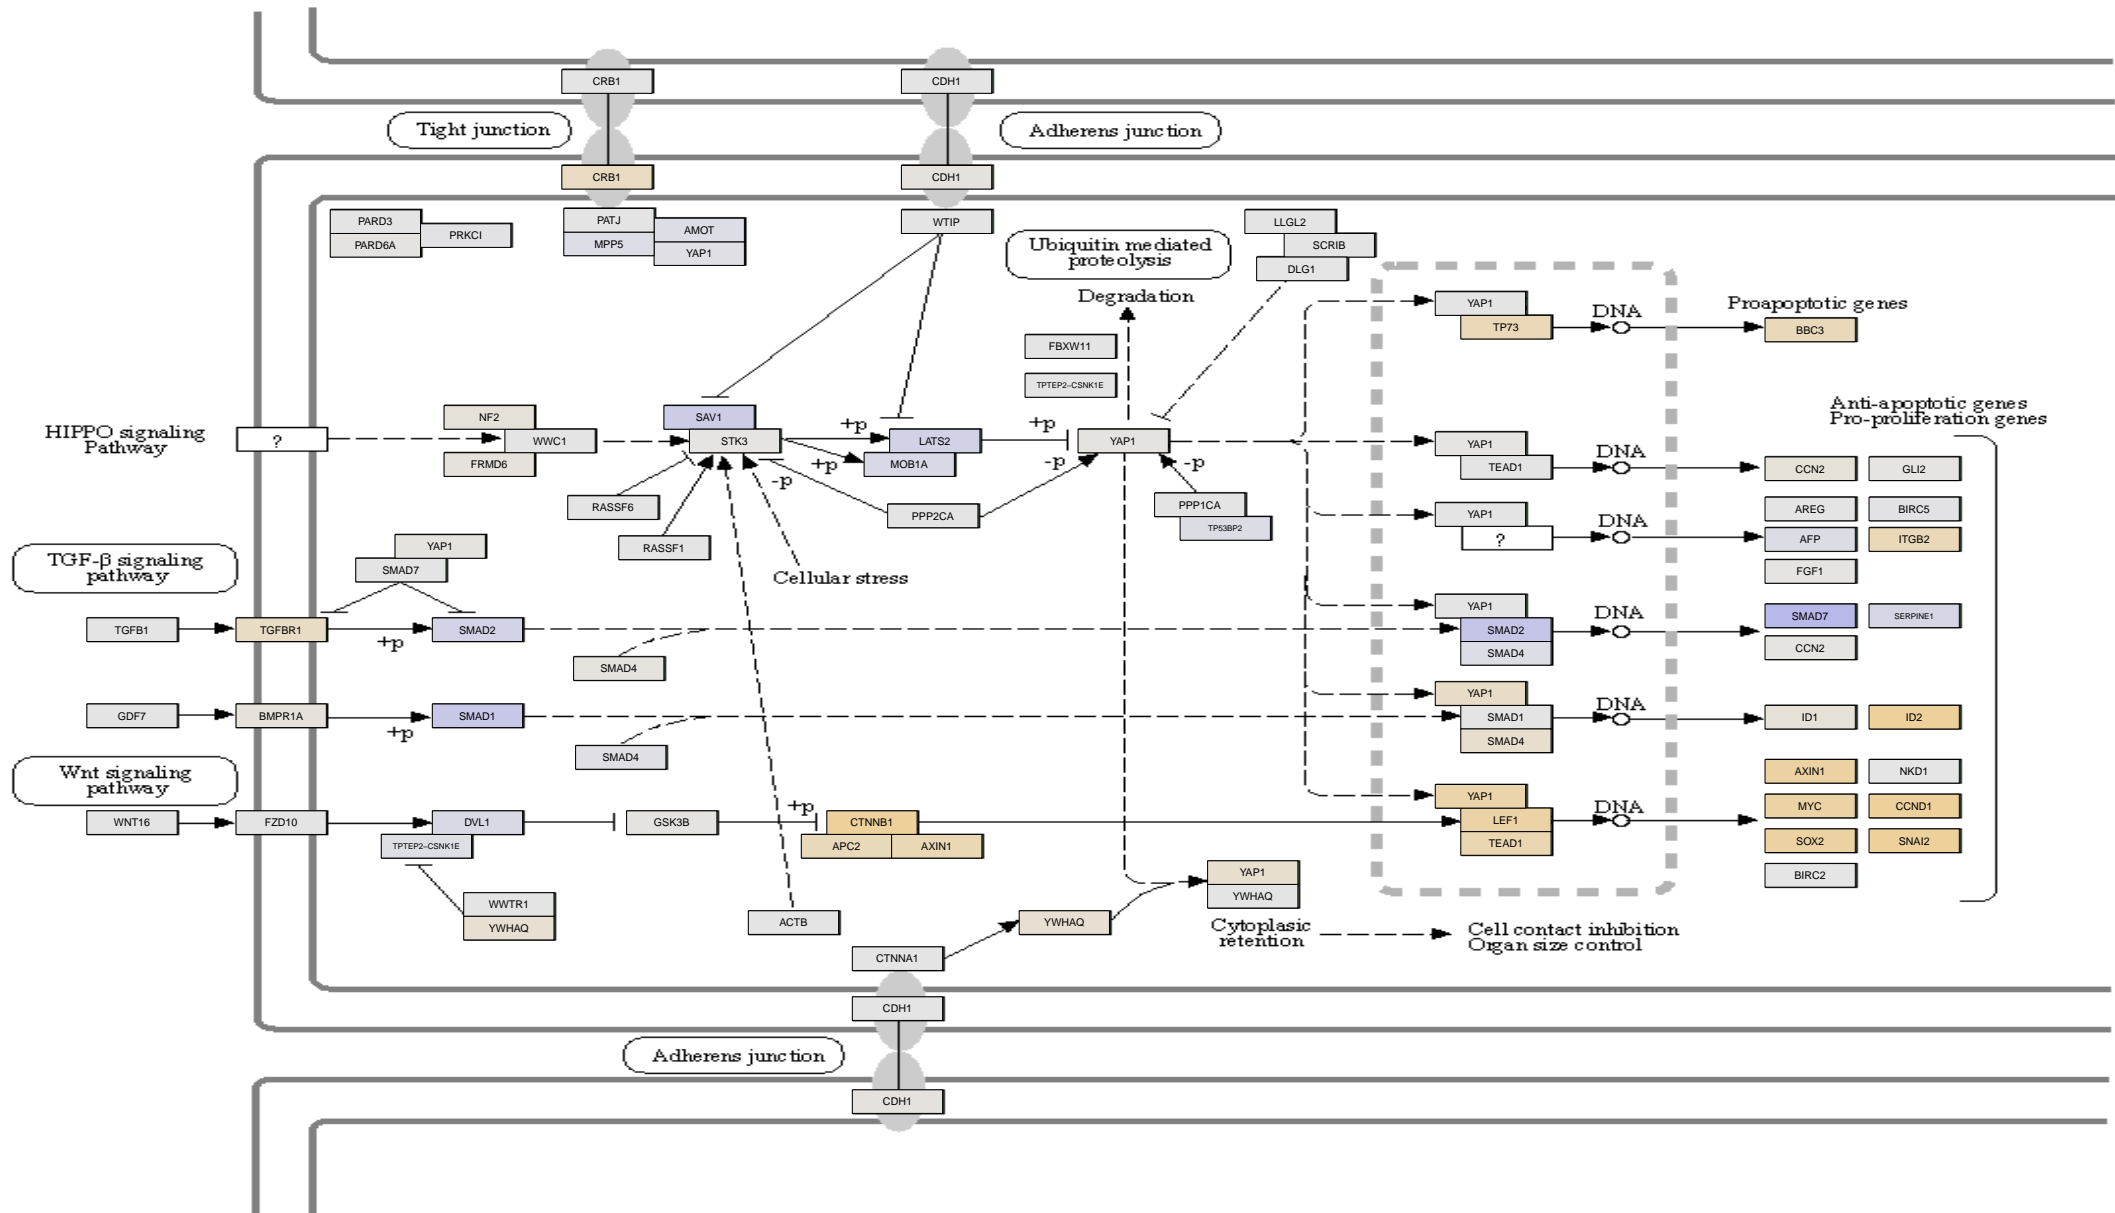 CRB1
CDH1
Tight junction
Adherens junction
CRB1
CDH1
PARD3
PARD6A
PRKCI
PATJ
MPP5
AMOT
YAP1
WTIP
Ubiquitin mediated
proteolysis
LLGL2
SCRIB
DLG1
Degradation
FBXW11
TPTEP2-CSNK1E
YAP1
TP73
DNA
Proapoptotic genes
BBC3
HIPPO signaling
Pathway
?
NF2
WWC1
FRMD6
SAV1
STK3
+p
+p
-p
LATS2
MOB1A
+p
YAP1
-p
-p
RASSF6
RASSF1
PPP2CA
PPP1CA
TP53BP2
Cellular stress
YAP1
TEAD1
DNA
Anti-apoptotic genes
Pro-proliferation genes
CCN2
GLI2
YAP1
?
DNA
AREG
BIRC5
AFP
ITGB2
FGF1
TGF-β signaling
pathway
YAP1
SMAD7
TGFB1
TGFBR1
+p
SMAD2
SMAD4
YAP1
SMAD2
SMAD4
DNA
SMAD7
SERPINE1
CCN2
GDF7
BMPR1A
+p
SMAD1
SMAD4
YAP1
SMAD1
SMAD4
DNA
ID1
ID2
Wnt signaling
pathway
WNT16
FZD10
DVL1
TPTEP2-CSNK1E
GSK3B
+p
CTNNB1
APC2
AXIN1
YAP1
LEF1
TEAD1
DNA
AXIN1
NKD1
MYC
CCND1
SOX2
SNAI2
BIRC2
WWTR1
YWHAQ
ACTB
YWHAQ
YAP1
YWHAQ
Cytoplasic
retention
Cell contact inhibition
Organ size control
CTNNA1
CDH1
Adherens junction
CDH1